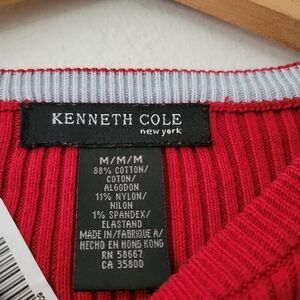 KENNETH COLE
new york
M/M/M
88% COTTON/
COTON/
ALGODON
11% NYLON/
NILON
1% SPANDEX/
ELASTANO
MADE IN/FABRIQUE A/
HECHO EN HONG KONG
RN 58667
CA 35800